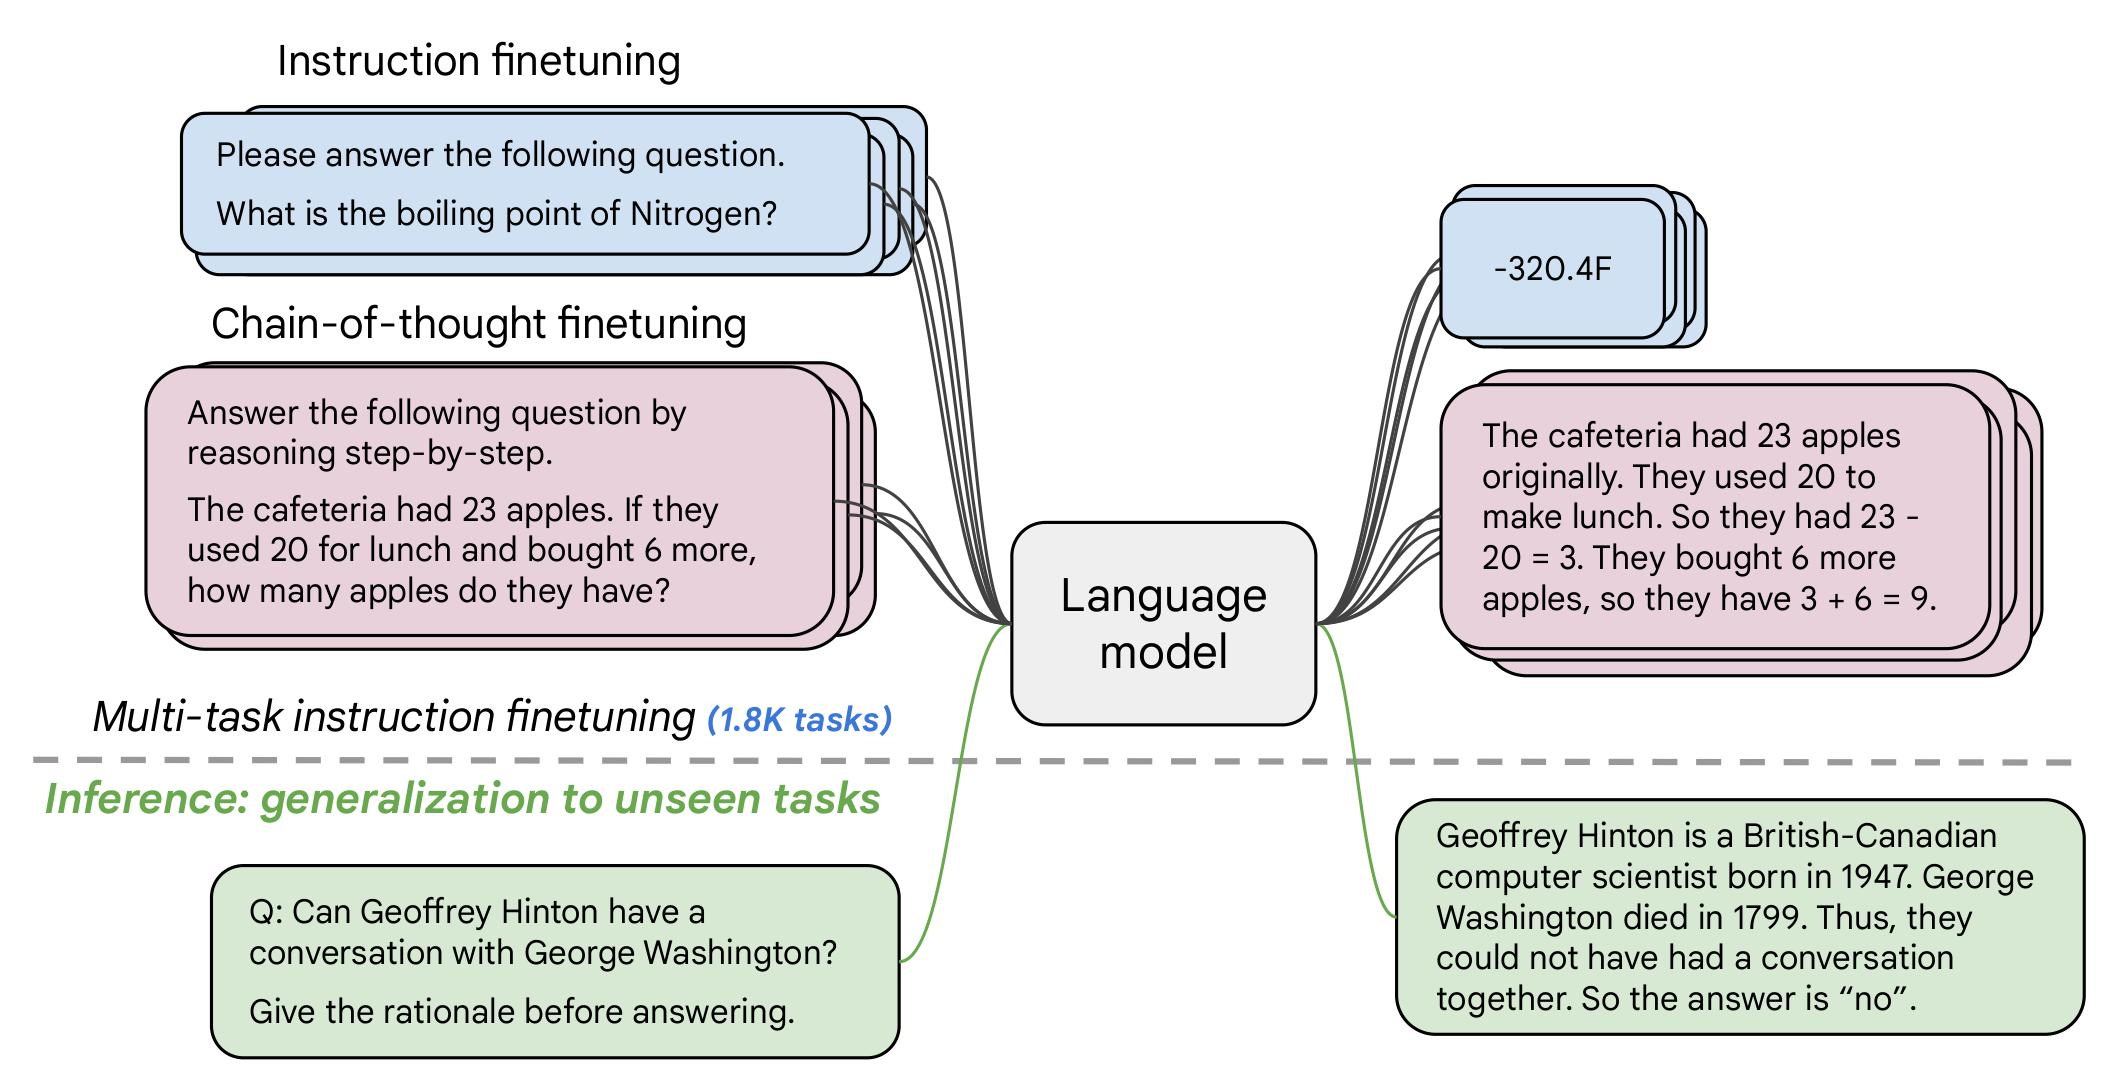 Instruction finetuning
Please answer the following question.
What is the boiling point of Nitrogen?
Chain-of-thought finetuning
Answer the following question by
reasoning step-by-step.
The cafeteria had 23 apples. If they
used 20 for lunch and bought 6 more,
how many apples do they have?
Multi-task instruction finetuning (1.8K tasks)
Inference: generalization to unseen tasks
Q: Can Geoffrey Hinton have a
conversation with George Washington?
Give the rationale before answering.
Language
model
-320.4F
The cafeteria had 23 apples
originally. They used 20 to
make lunch. So they had 23 -
20 = 3. They bought 6 more
apples, so they have 3 + 6 = 9.
Geoffrey Hinton is a British-Canadian
computer scientist born in 1947. George
Washington died in 1799. Thus, they
could not have had a conversation
together. So the answer is “no”.